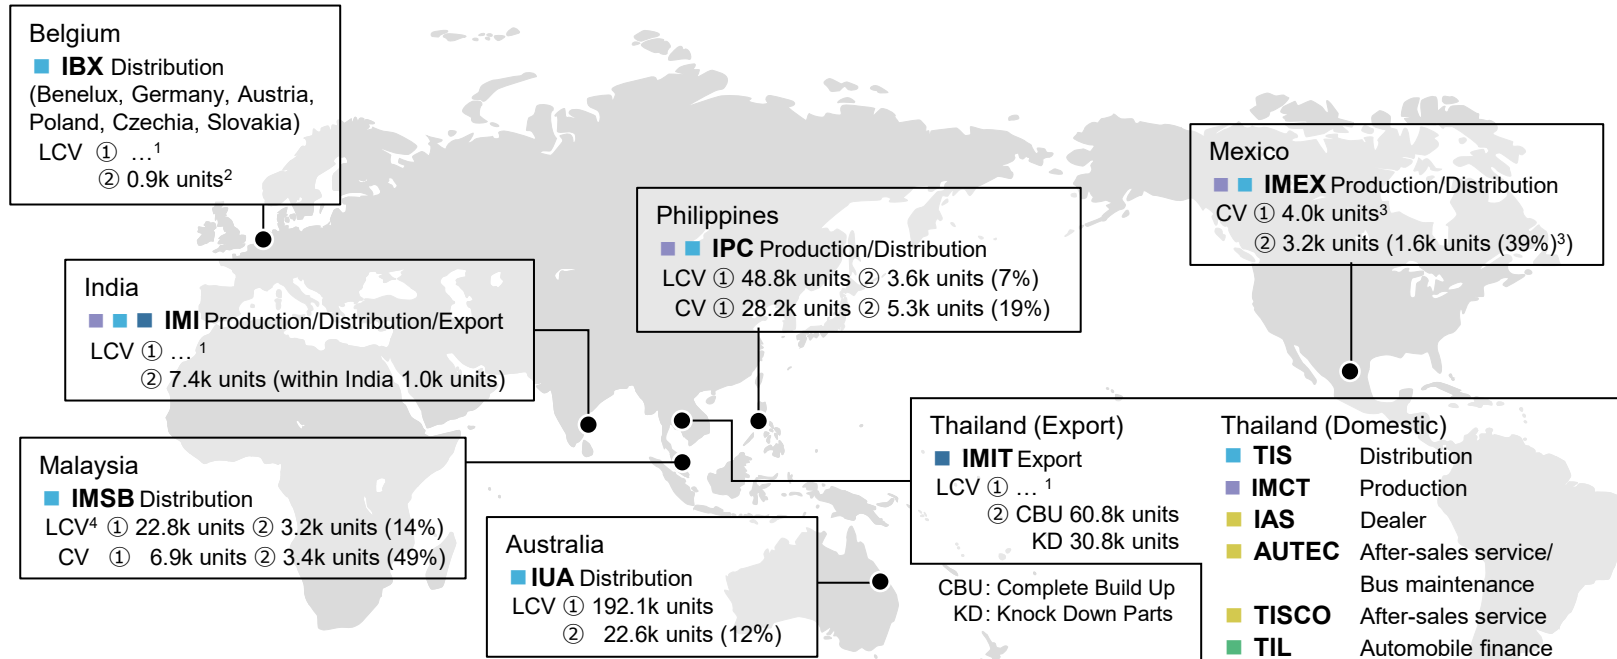 Belgium
■ IBX Distribution
(Benelux, Germany, Austria,
Poland, Czechia, Slovakia)
LCV ① …¹
② 0.9k units²
India
■ ■ ■ IMI Production/Distribution/Export
LCV ① … ¹
② 7.4k units (within India 1.0k units)
Malaysia
■ IMSB Distribution
LCV⁴ ① 22.8k units ② 3.2k units (14%)
CV ① 6.9k units ② 3.4k units (49%)
Philippines
■ ■ IPC Production/Distribution
LCV ① 48.8k units ② 3.6k units (7%)
CV ① 28.2k units ② 5.3k units (19%)
Australia
■ IUA Distribution
LCV ① 192.1k units
② 22.6k units (12%)
Mexico
■ ■ IMEX Production/Distribution
CV ① 4.0k units³
② 3.2k units (1.6k units (39%)³)
Thailand (Export)
■ IMIT Export
LCV ① … ¹
② CBU 60.8k units
KD 30.8k units
CBU: Complete Build Up
KD: Knock Down Parts
Thailand (Domestic)
■ TIS Distribution
■ IMCT Production
■ IAS Dealer
■ AUTEC After-sales service/
Bus maintenance
■ TISCO After-sales service
■ TIL Automobile finance